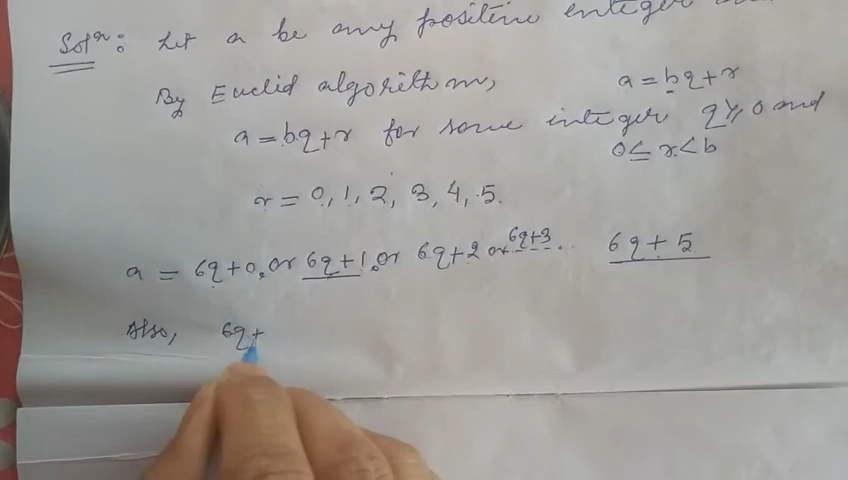 Solⁿ: Let a be any positive integer
By Euclid algorithm, a = bq + r
a = bq + r for some integer q ≥ 0 and
0 ≤ r < b
r = 0, 1, 2, 3, 4, 5.
a = 6q + 0, or 6q + 1, or 6q + 2 or 6q + 3 ... 6q + 5
Also, 6q +